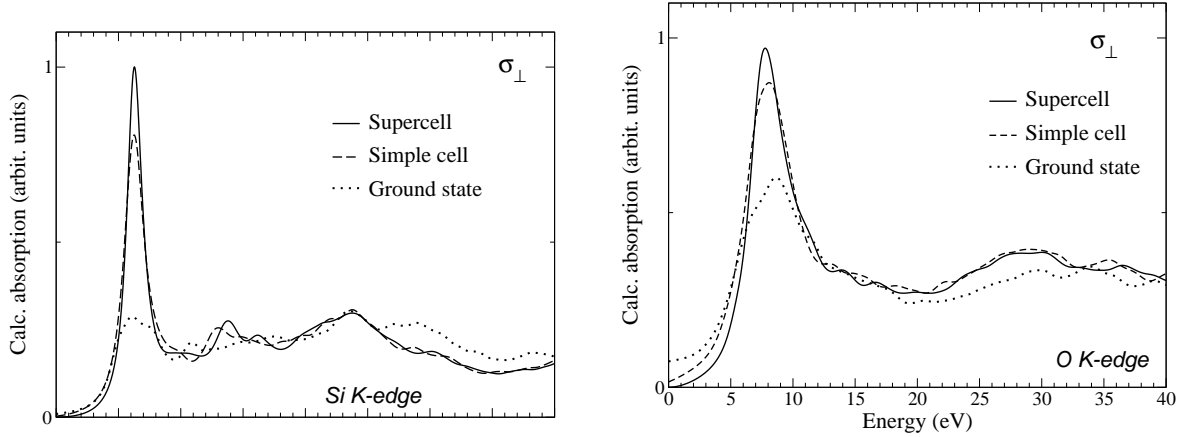 Calc. absorption (arbit. units)
1
0
σ⊥
Supercell
Simple cell
Ground state
Si K-edge
Calc. absorption (arbit. units)
1
0
σ⊥
Supercell
Simple cell
Ground state
O K-edge
0 5 10 15 20 25 30 35 40
Energy (eV)